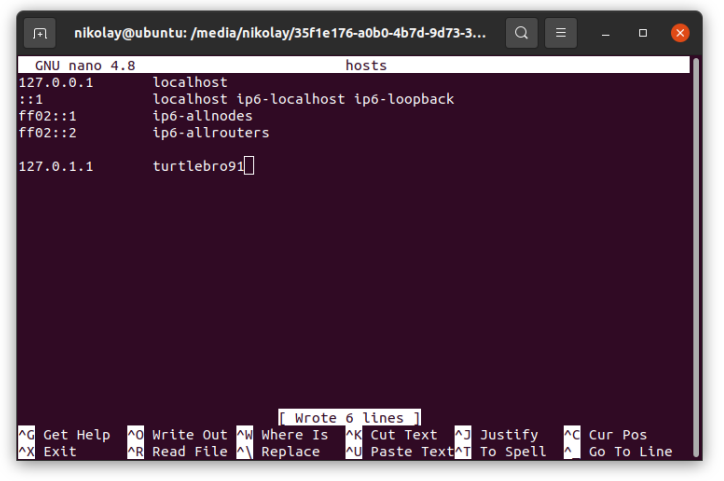 nikolay@ubuntu: /media/nikolay/35f1e176-a0b0-4b7d-9d73-3...
GNU nano 4.8 hosts
127.0.0.1 localhost
::1 localhost ip6-localhost ip6-loopback
ff02::1 ip6-allnodes
ff02::2 ip6-allrouters
127.0.1.1 turtlebro91
[ Wrote 6 lines ]
^G Get Help ^O Write Out ^W Where Is ^K Cut Text ^J Justify ^C Cur Pos
^X Exit ^R Read File ^\ Replace ^U Paste Text ^T To Spell ^_ Go To Line